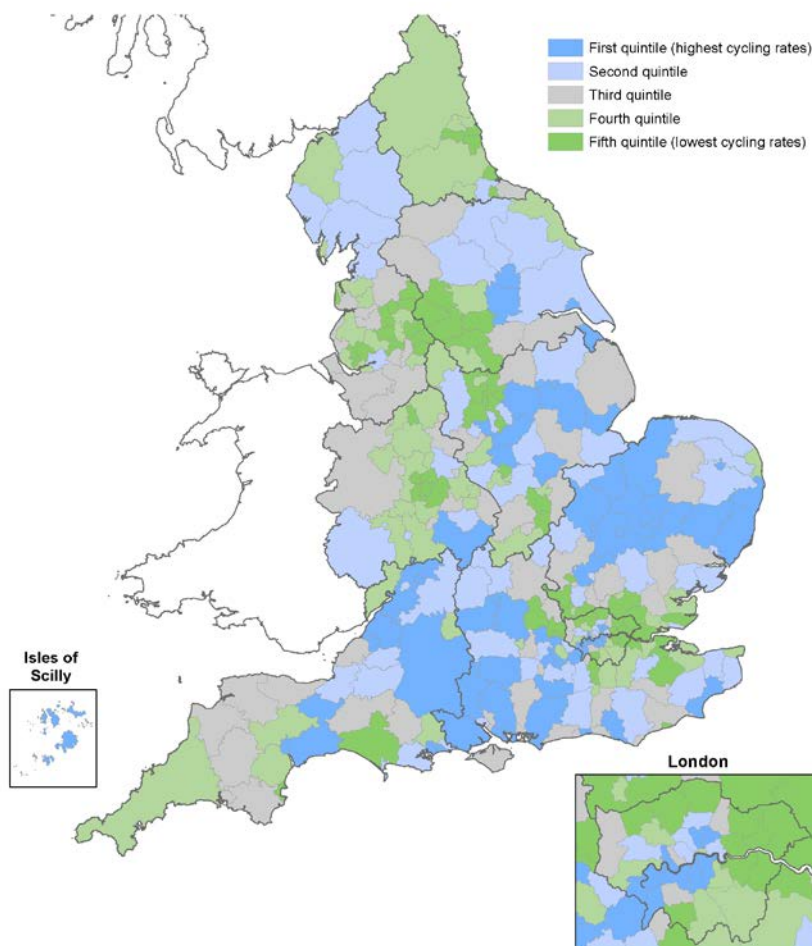 First quintile (highest cycling rates)
Second quintile
Third quintile
Fourth quintile
Fifth quintile (lowest cycling rates)
Isles of
Scilly
London